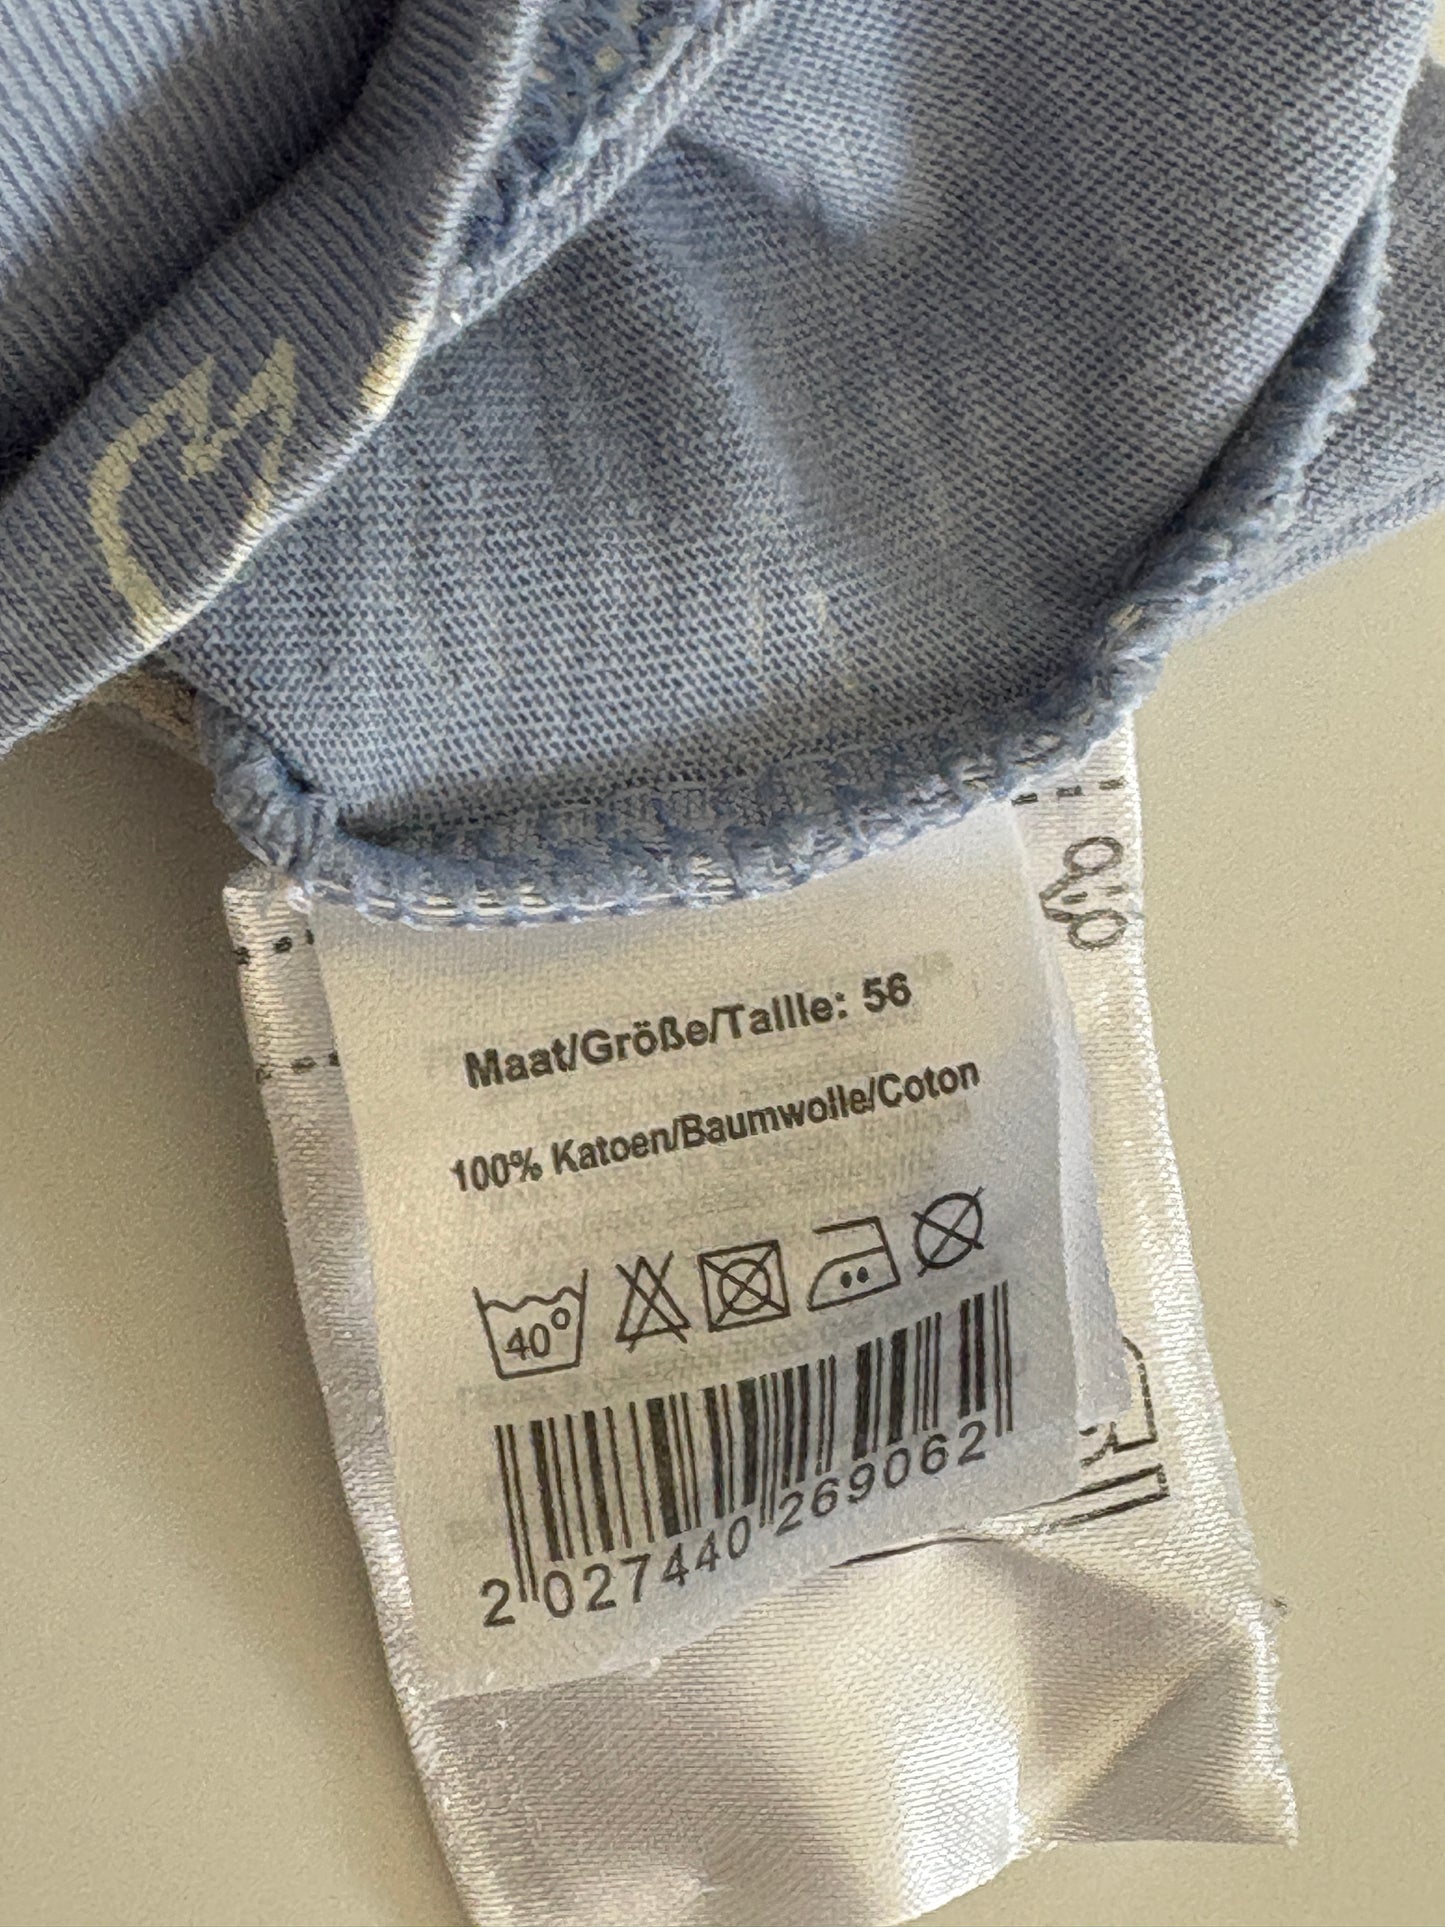 Maat/Größe/Taille: 56
100% Katoen/Baumwolle/Coton
40°
2 027440 269062